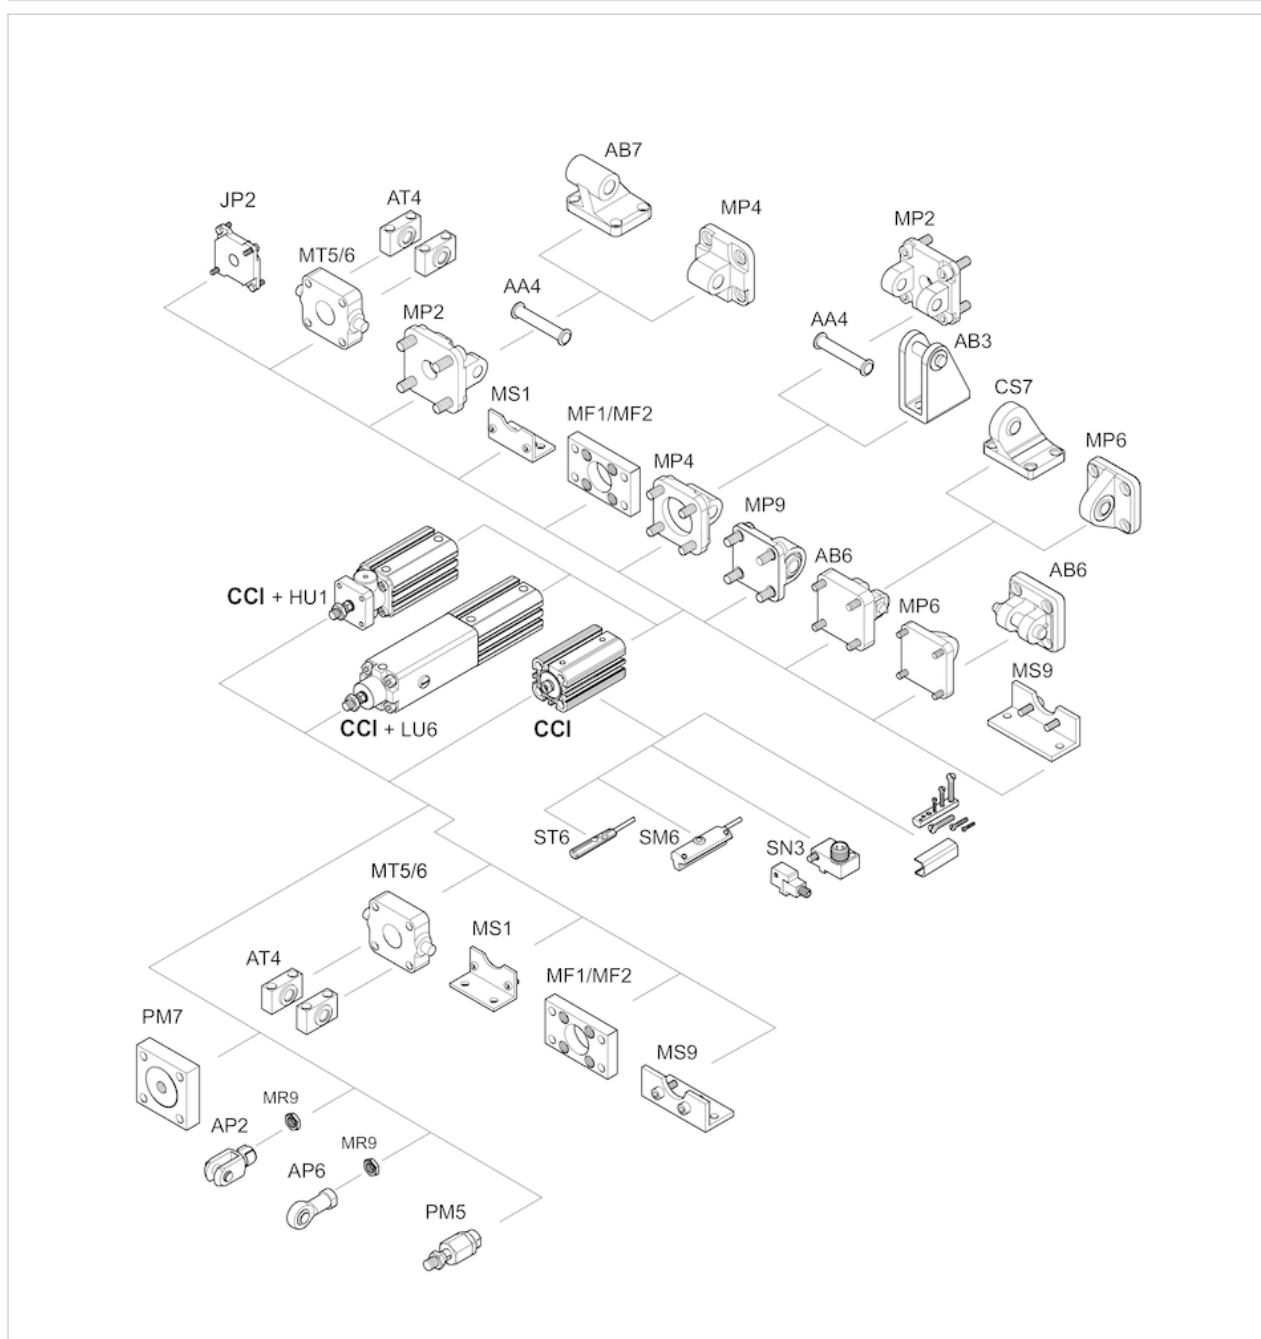 AB7
AT4
JP2
MP4
MP2
MT5/6
AA4
MP2
AA4
AB3
MS1
CS7
MF1/MF2
MP6
MP4
MP9
AB6
AB6
CCI + HU1
MP6
MS9
CCI + LU6
CCI
ST6
SM6
SN3
MT5/6
MS1
AT4
MF1/MF2
PM7
MS9
MR9
AP2
MR9
AP6
PM5